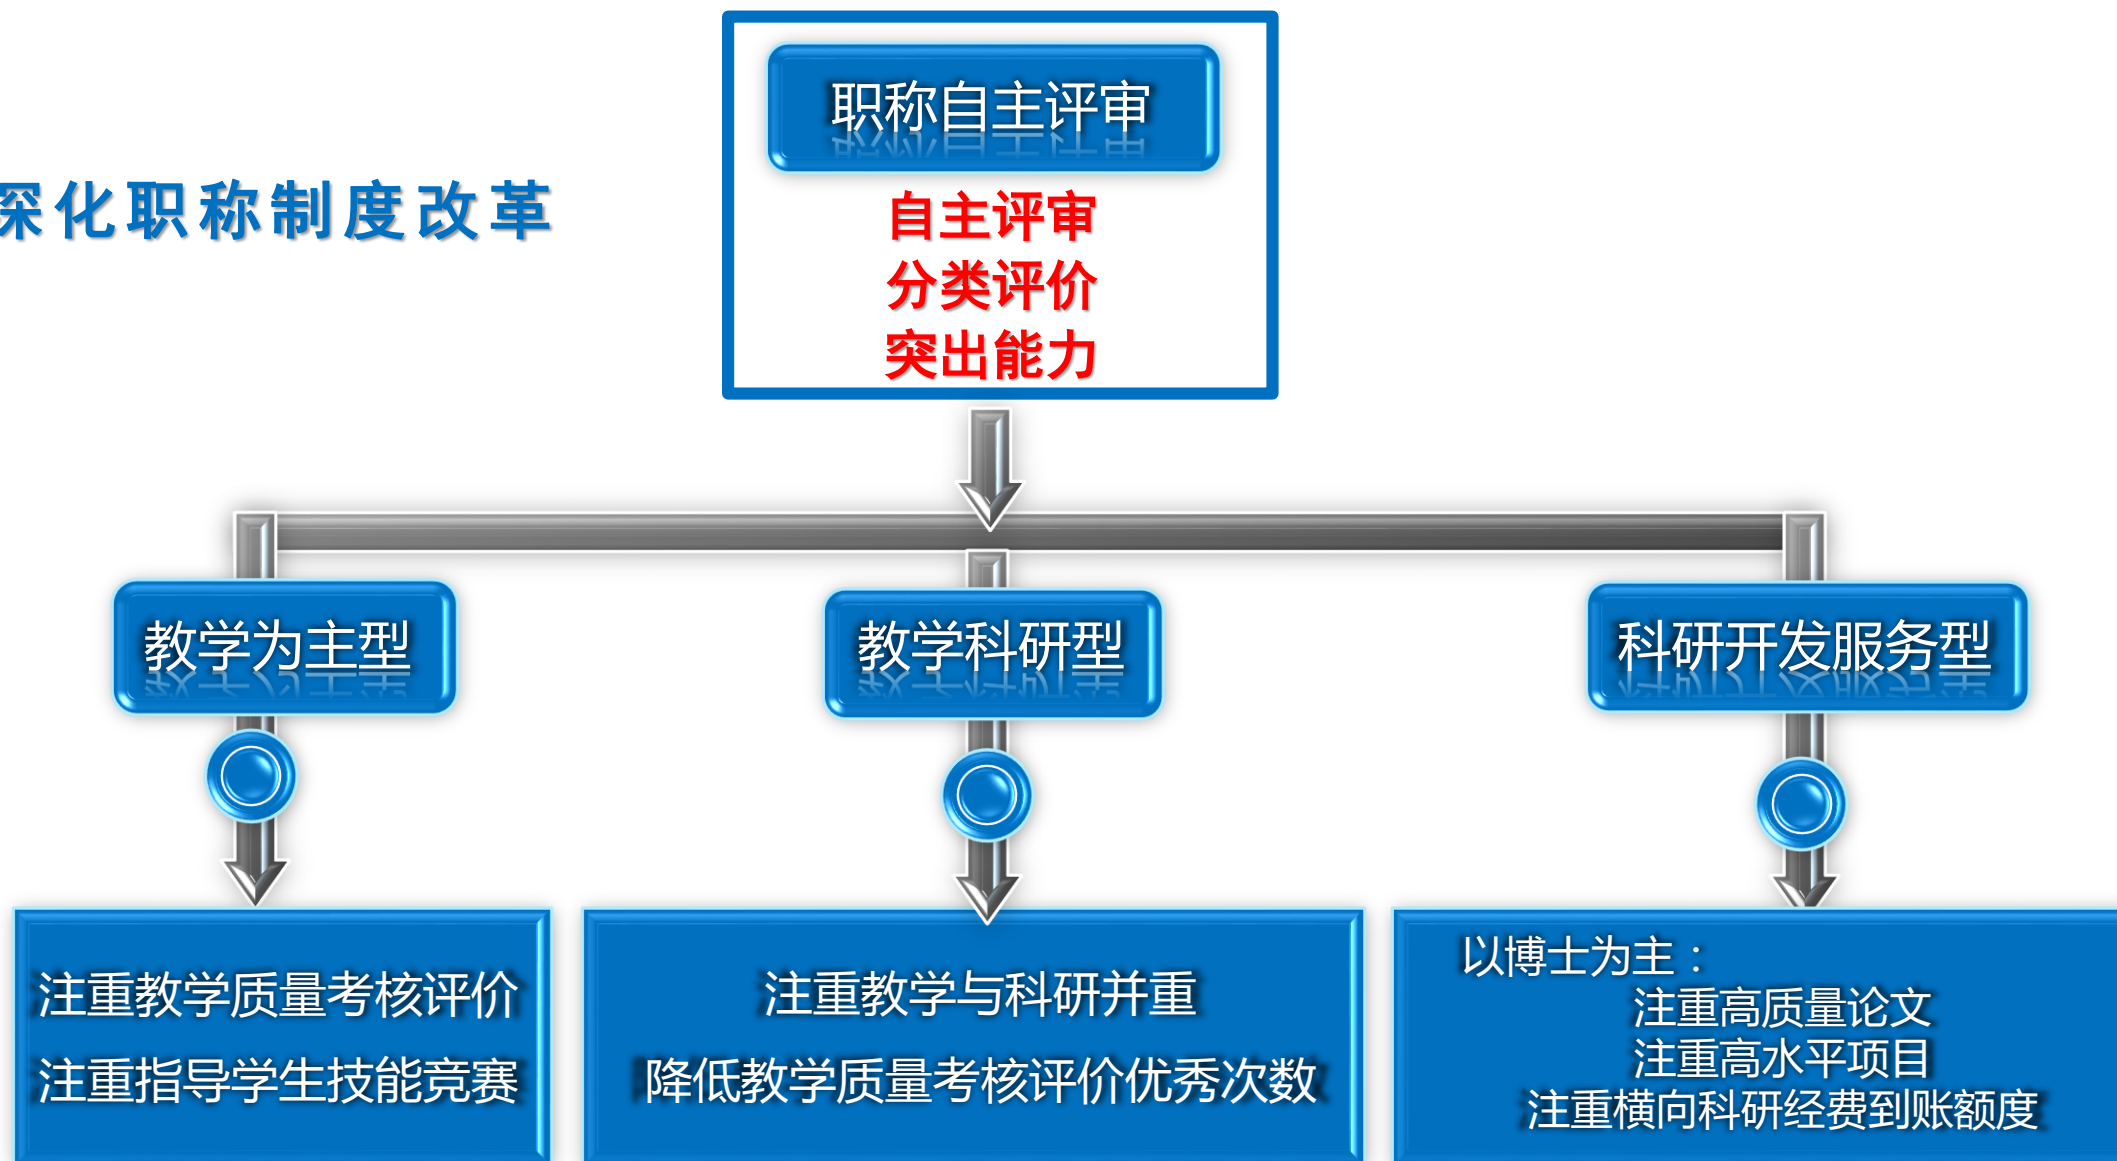 职称自主评审
深化职称制度改革
自主评审
分类评价
突出能力
教学为主型
教学科研型
科研开发服务型
注重教学质量考核评价
注重指导学生技能竞赛
注重教学与科研并重
降低教学质量考核评价优秀次数
以博士为主：
注重高质量论文
注重高水平项目
注重横向科研经费到账额度